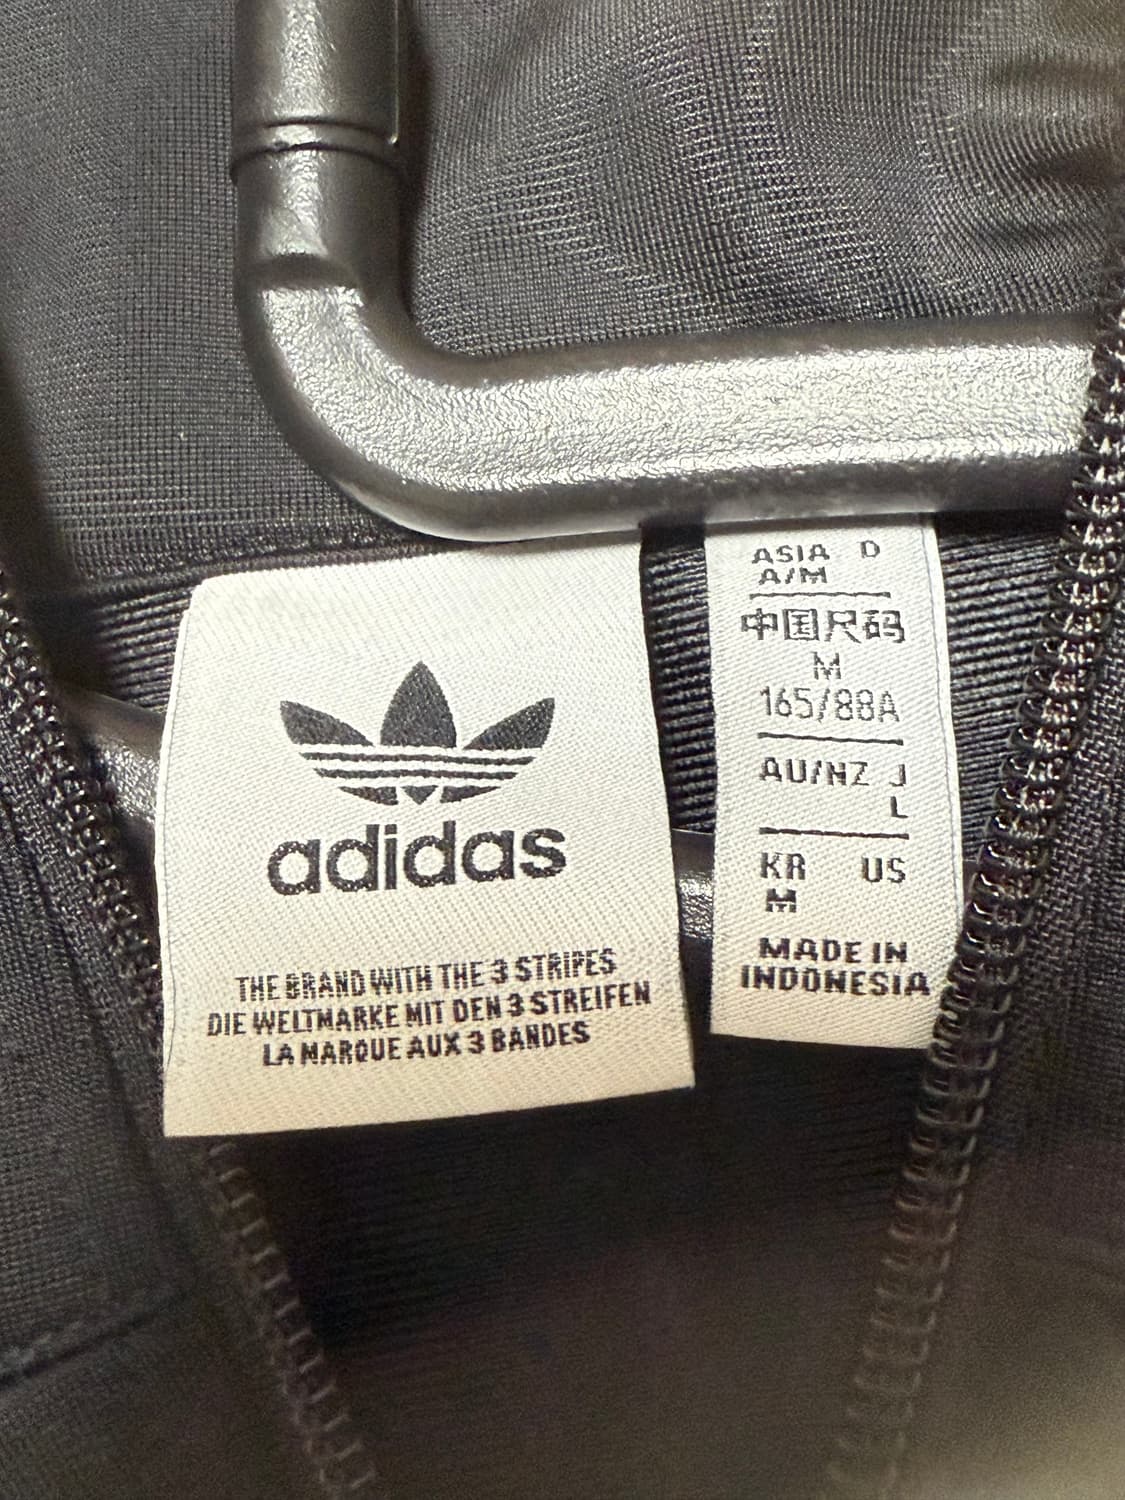 adidas
THE BRAND WITH THE 3 STRIPES
DIE WELTMARKE MIT DEN 3 STREIFEN
LA MARQUE AUX 3 BANDES
ASIA D
A/M
中国尺码
M
165/88A
AU/NZ J
L
KR US
M
MADE IN
INDONESIA